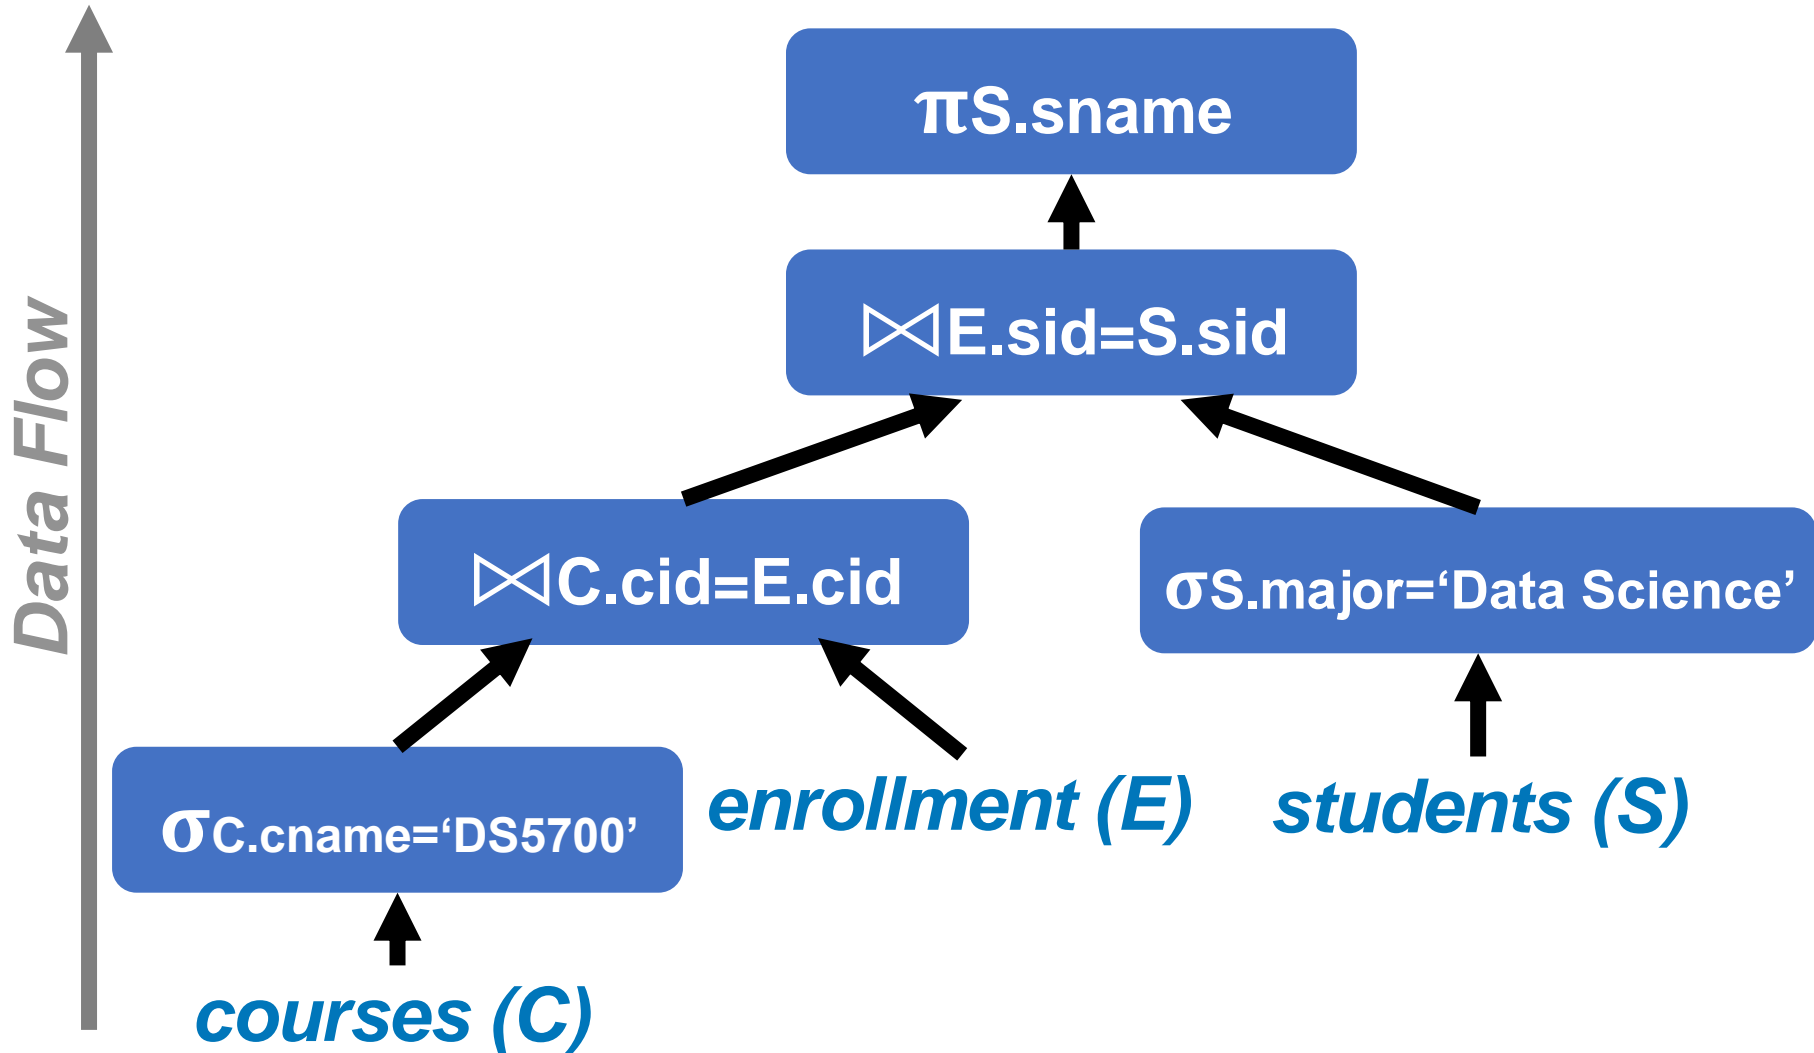 Data Flow
πS.sname
⋈E.sid=S.sid
⋈C.cid=E.cid
σS.major=‘Data Science’
σC.cname=‘DS5700’
enrollment (E)
students (S)
courses (C)